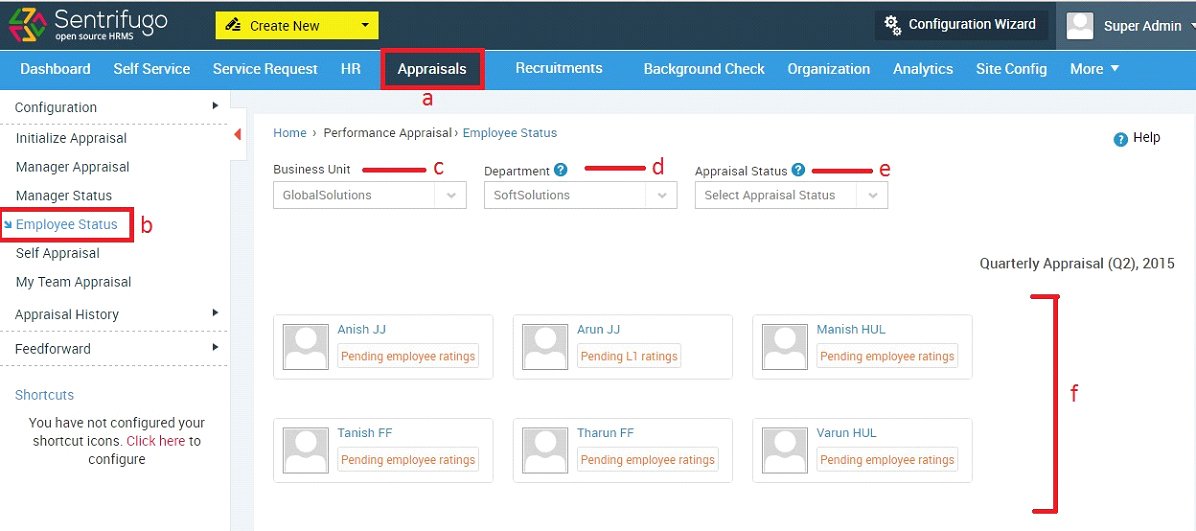 Sentrifugo
open source HRMS
Create New
Configuration Wizard
Super Admin
Dashboard Self Service Service Request HR Appraisals Recruitments Background Check Organization Analytics Site Config More
a
Configuration
Initialize Appraisal
Manager Appraisal
Manager Status
Employee Status b
Self Appraisal
My Team Appraisal
Appraisal History
Feedforward
Shortcuts
You have not configured your
shortcut icons. Click here to
configure
Home › Performance Appraisal › Employee Status
? Help
Business Unit c Department ? d Appraisal Status ? e
GlobalSolutions SoftSolutions Select Appraisal Status
Quarterly Appraisal (Q2), 2015
Anish JJ Arun JJ Manish HUL
Pending employee ratings Pending L1 ratings Pending employee ratings
f
Tanish FF Tharun FF Varun HUL
Pending employee ratings Pending employee ratings Pending employee ratings